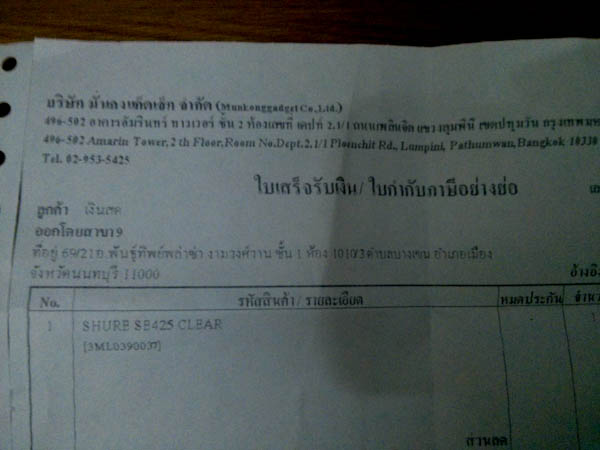 บริษัท มั่นคงแก็ดเจ็ท จำกัด (Munkonggadget Co.,Ltd.)
496-502 อาคารอัมรินทร์ ทาวเวอร์ ชั้น 2 ห้องเลขที่ เดปท์ 2.1/1 ถนนเพลินจิต แขวงลุมพินี เขตปทุมวัน กรุงเทพมห
496-502 Amarin Tower, 2 th Floor, Room No.Dept.2.1/1 Ploenchit Rd., Lumpini, Pathumwan, Bangkok 10330
Tel. 02-953-5425
ใบเสร็จรับเงิน/ ใบกำกับภาษีอย่างย่อ
ลูกค้า เงินสด
ออกโดยสาขา 9
ที่อยู่ 69/21 อ.พันธุ์ทิพย์พลาซ่า งามวงศ์วาน ชั้น 1 ห้อง 1010/3 ตำบลบางเขน อำเภอเมือง
จังหวัดนนทบุรี 11000
อ้างอิง
No. รหัสสินค้า/ รายละเอียด หมดประกัน จำนว
1 SHURE SE425 CLEAR - 1
[3ML0390037]
ส่วนลด